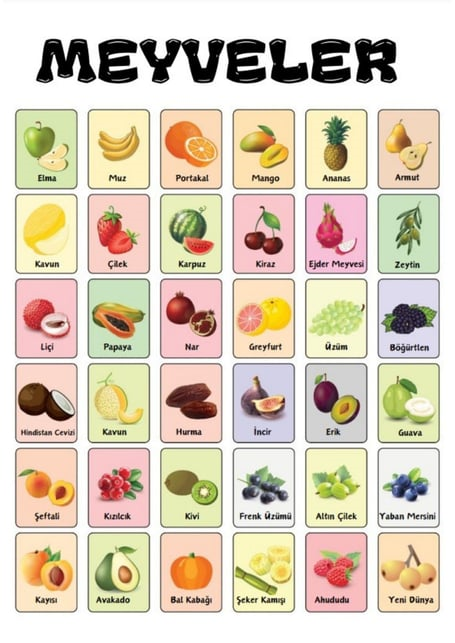 MEYVELER
Elma
Muz
Portakal
Mango
Ananas
Armut
Kavun
Çilek
Karpuz
Kiraz
Ejder Meyvesi
Zeytin
Liçi
Papaya
Nar
Greyfurt
Üzüm
Böğürtlen
Hindistan Cevizi
Kavun
Hurma
İncir
Erik
Guava
Şeftali
Kızılcık
Kivi
Frenk Üzümü
Altın Çilek
Yaban Mersini
Kayısı
Avakado
Bal Kabağı
Şeker Kamışı
Ahududu
Yeni Dünya